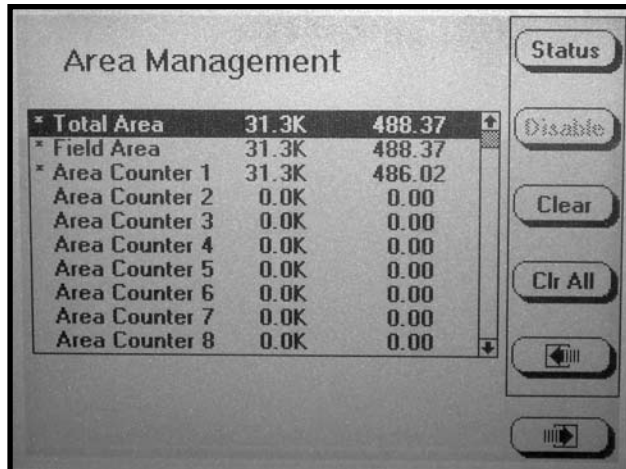 Area Management
* Total Area 31.3K 488.37
* Field Area 31.3K 488.37
* Area Counter 1 31.3K 486.02
Area Counter 2 0.0K 0.00
Area Counter 3 0.0K 0.00
Area Counter 4 0.0K 0.00
Area Counter 5 0.0K 0.00
Area Counter 6 0.0K 0.00
Area Counter 7 0.0K 0.00
Area Counter 8 0.0K 0.00
Status
Disable
Clear
Clr All